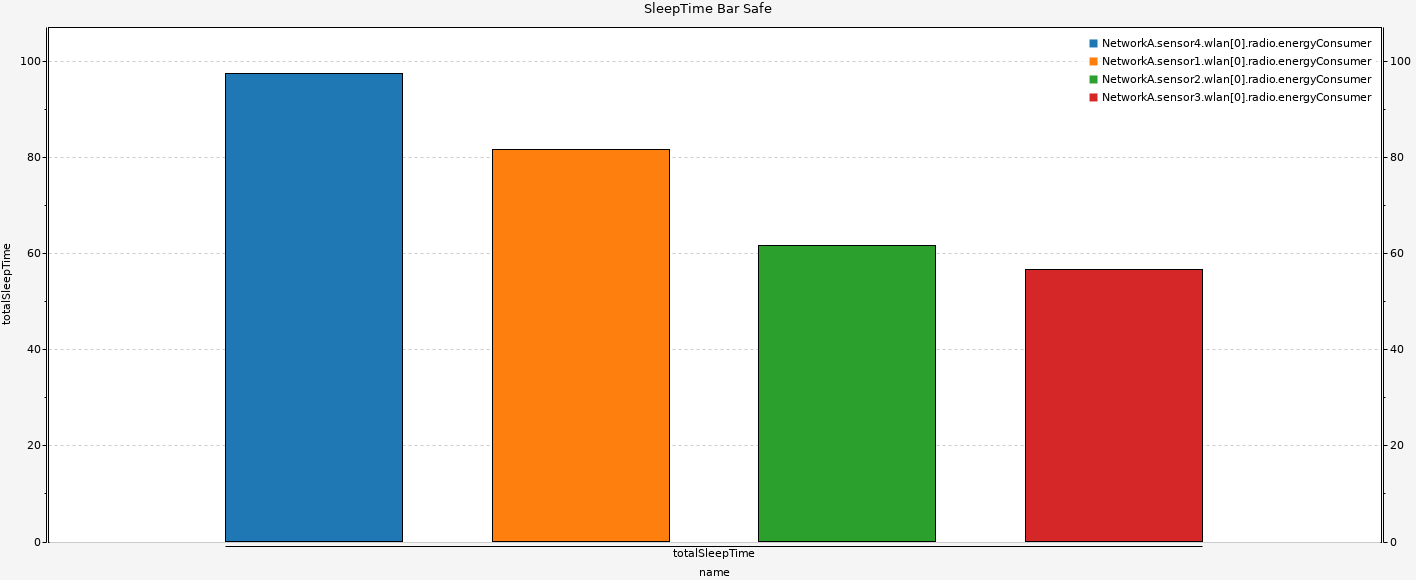 SleepTime Bar Safe
NetworkA.sensor4.wlan[0].radio.energyConsumer
NetworkA.sensor1.wlan[0].radio.energyConsumer
NetworkA.sensor2.wlan[0].radio.energyConsumer
NetworkA.sensor3.wlan[0].radio.energyConsumer
totalSleepTime
100
80
60
40
20
0
100
80
60
40
20
0
totalSleepTime
name